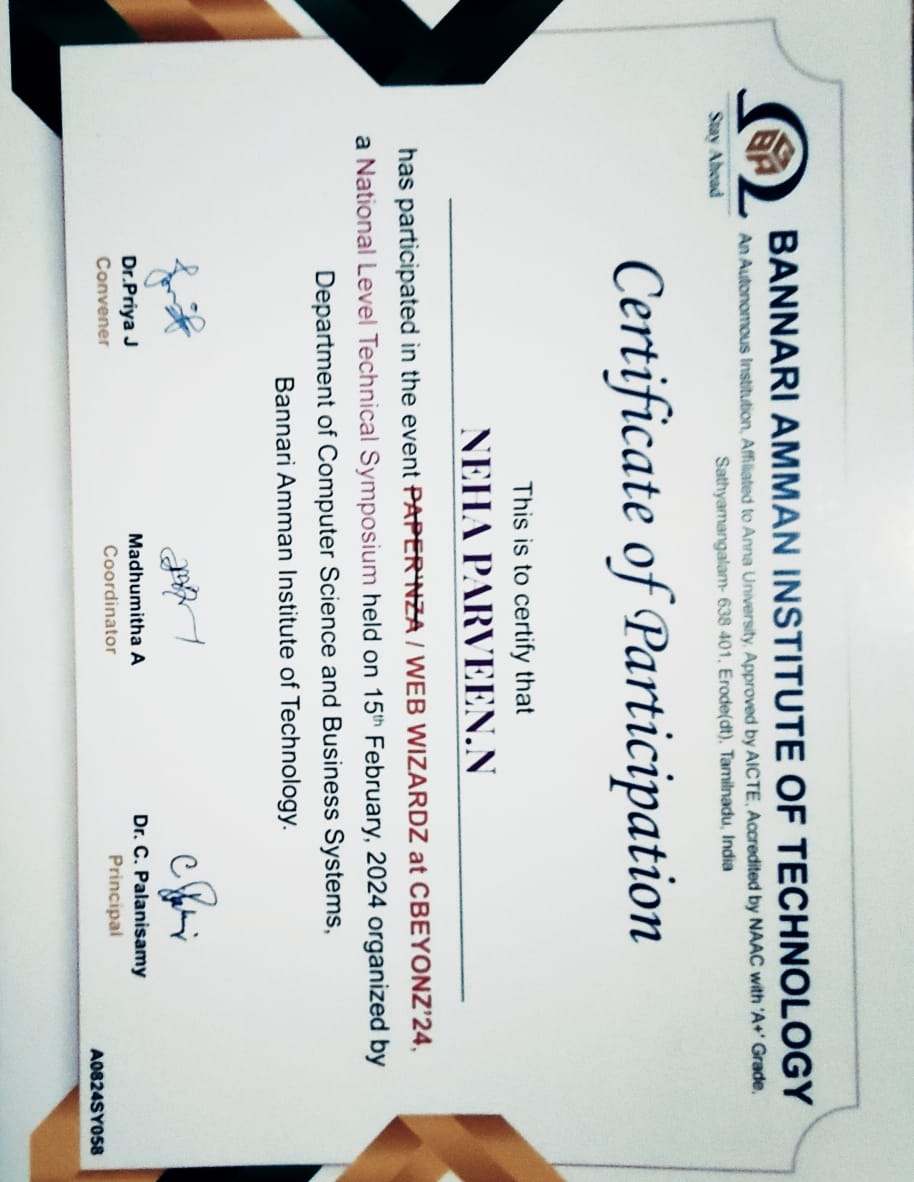 BANNARI AMMAN INSTITUTE OF TECHNOLOGY
An Autonomous Institution, Affiliated to Anna University, Approved by AICTE, Accredited by NAAC with 'A+' Grade,
Sathyamangalam- 638 401, Erode(dt), Tamilnadu, India
Stay Ahead
Certificate of Participation
This is to certify that
NEHA PARVEEN.N
has participated in the event PAPER'NZA / WEB WIZARDZ at CBEYONZ'24,
a National Level Technical Symposium held on 15th February, 2024 organized by
Department of Computer Science and Business Systems,
Bannari Amman Institute of Technology.
Dr.Priya J
Convener
Madhumitha A
Coordinator
Dr. C. Palanisamy
Principal
A0824SY058